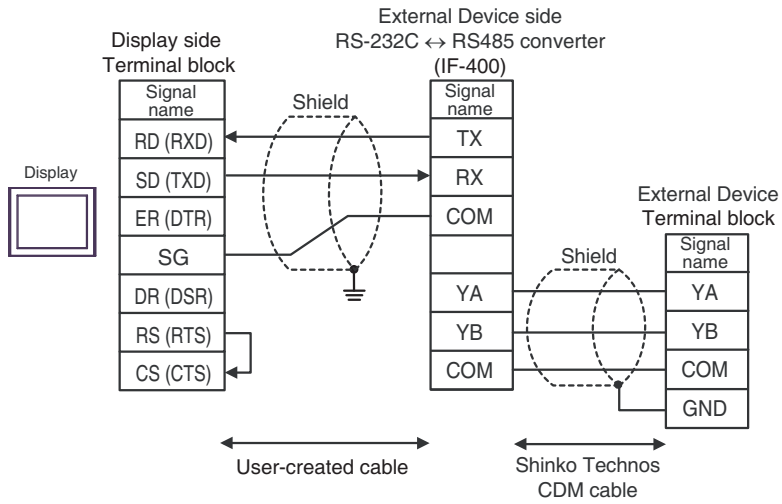 External Device side
RS-232C ↔ RS485 converter
(IF-400)
Display side
Terminal block
Signal
name
RD (RXD)
SD (TXD)
ER (DTR)
SG
DR (DSR)
RS (RTS)
CS (CTS)
Display
Shield
Signal
name
TX
RX
COM
YA
YB
COM
Shield
External Device
Terminal block
Signal
name
YA
YB
COM
GND
User-created cable
Shinko Technos
CDM cable